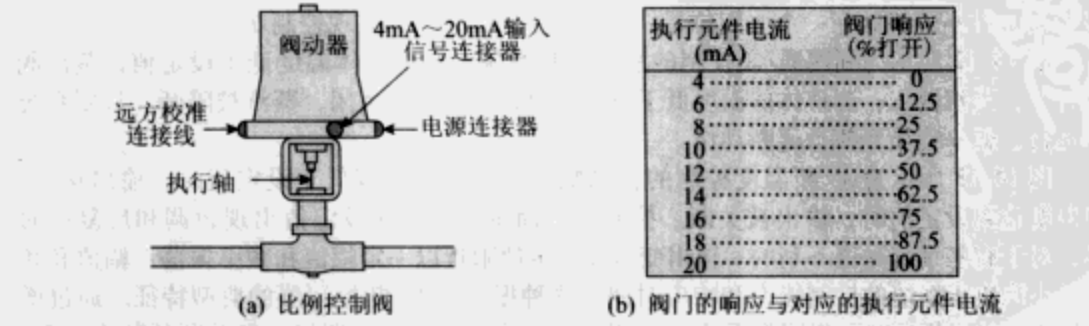 阀动器
4mA～20mA输入
信号连接器
远方校准
连接线
电源连接器
执行轴
(a) 比例控制阀
执行元件电流
(mA)
阀门响应
(%打开)
4 ·························· 0
6 ·························· 12.5
8 ·························· 25
10 ·························· 37.5
12 ·························· 50
14 ·························· 62.5
16 ·························· 75
18 ·························· 87.5
20 ·························· 100
(b) 阀门的响应与对应的执行元件电流